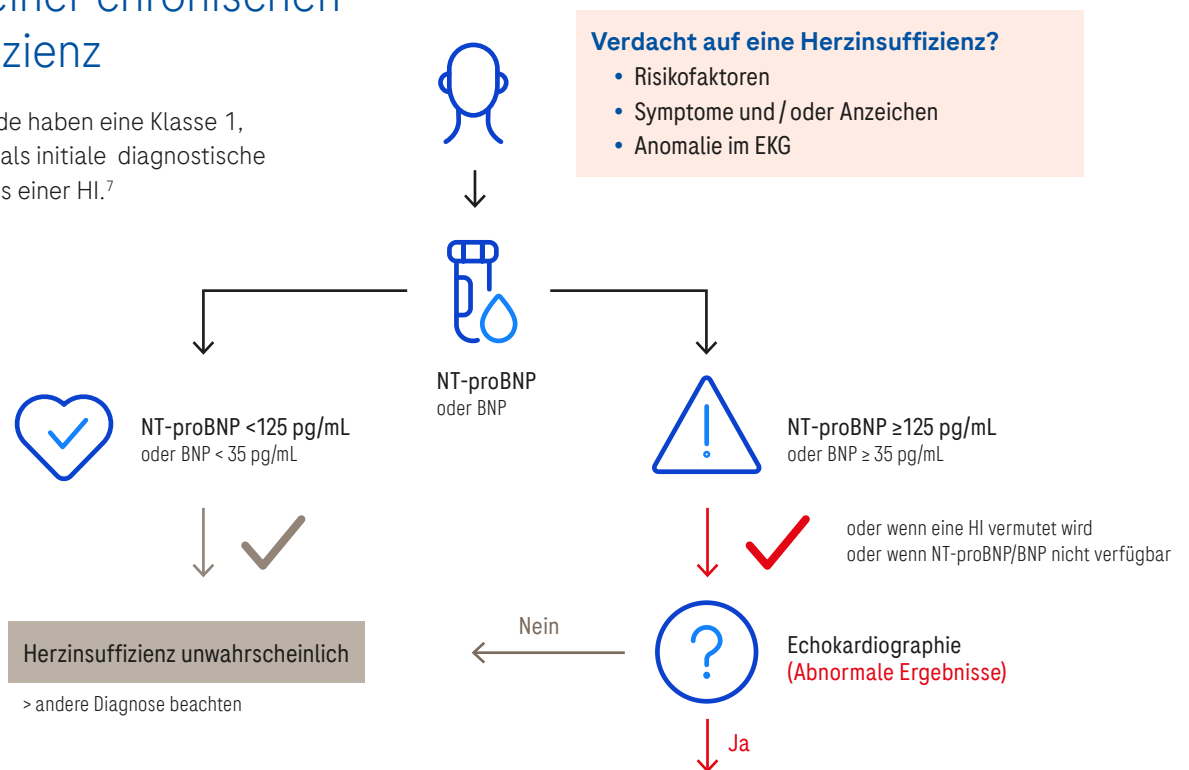 einer chronischen
zienz
de haben eine Klasse 1,
als initiale diagnostische
s einer HI.7
Verdacht auf eine Herzinsuffizienz?
• Risikofaktoren
• Symptome und / oder Anzeichen
• Anomalie im EKG
NT-proBNP
oder BNP
NT-proBNP <125 pg/mL
oder BNP < 35 pg/mL
NT-proBNP ≥125 pg/mL
oder BNP ≥ 35 pg/mL
oder wenn eine HI vermutet wird
oder wenn NT-proBNP/BNP nicht verfügbar
Herzinsuffizienz unwahrscheinlich
> andere Diagnose beachten
Nein
Echokardiographie
(Abnormale Ergebnisse)
Ja